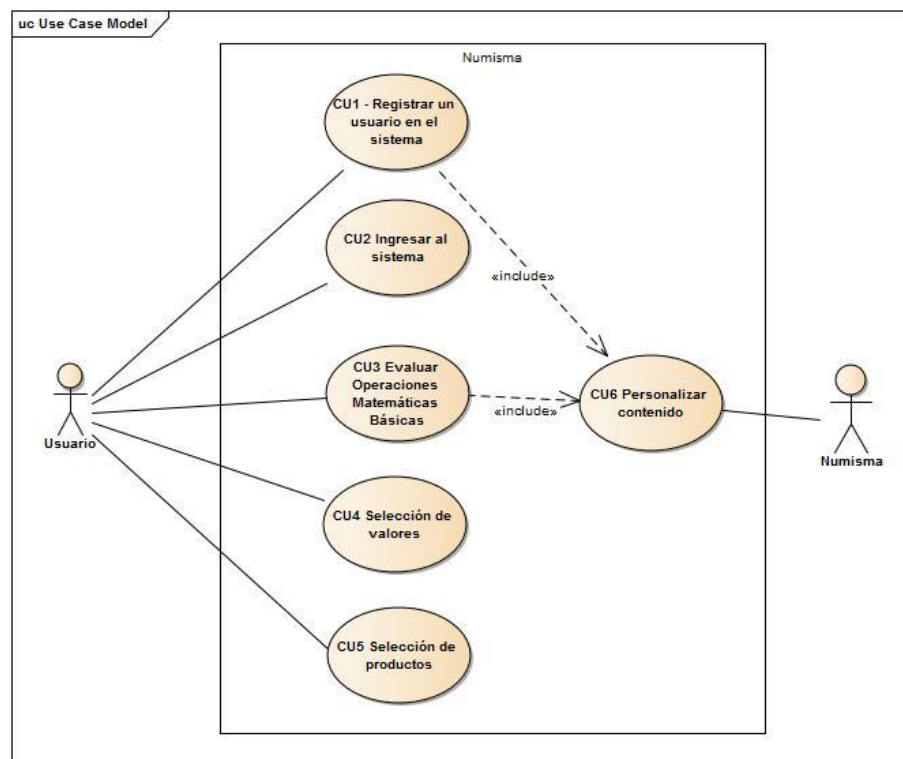 uc Use Case Model
Numisma
CU1 - Registrar un
usuario en el
sistema
CU2 Ingresar al
sistema
«include»
CU3 Evaluar
Operaciones
Matemáticas
Básicas
«include»
CU6 Personalizar
contenido
Usuario
Numisma
CU4 Selección de
valores
CU5 Selección de
productos